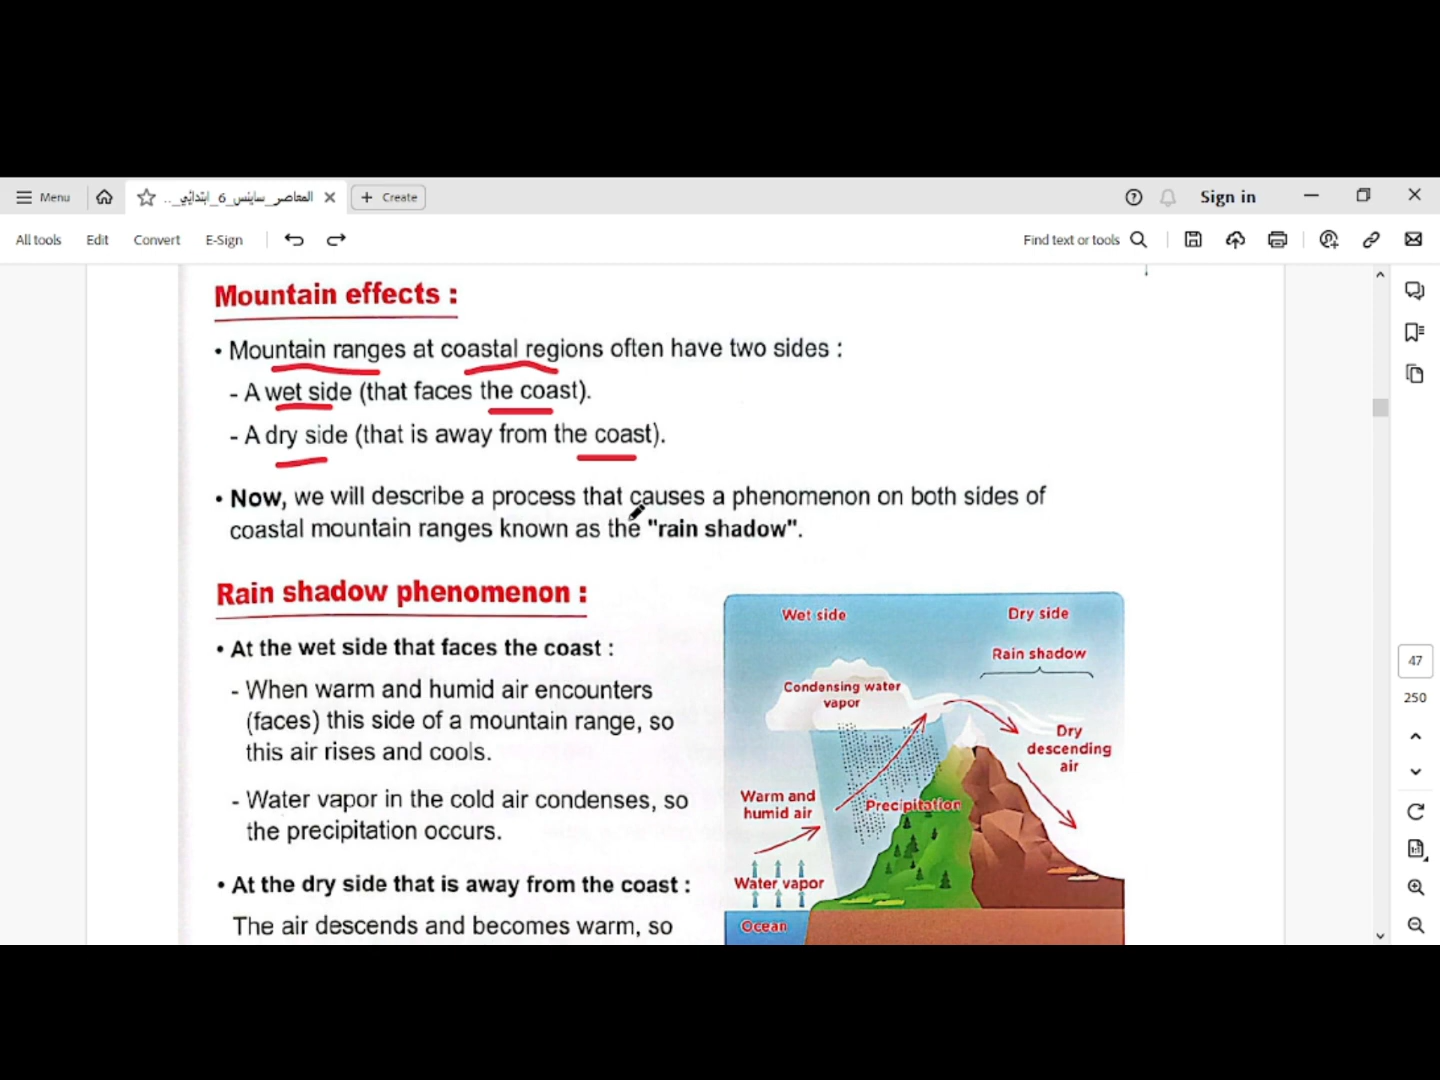 Menu
المعاصر_ساينس_6_ابتدائي_..
Create
Sign in
All tools
Edit
Convert
E-Sign
Find text or tools
Mountain effects :
• Mountain ranges at coastal regions often have two sides :
- A wet side (that faces the coast).
- A dry side (that is away from the coast).
• Now, we will describe a process that causes a phenomenon on both sides of
coastal mountain ranges known as the "rain shadow".
Rain shadow phenomenon :
• At the wet side that faces the coast :
- When warm and humid air encounters
(faces) this side of a mountain range, so
this air rises and cools.
- Water vapor in the cold air condenses, so
the precipitation occurs.
• At the dry side that is away from the coast :
The air descends and becomes warm, so
Wet side
Dry side
Rain shadow
Condensing water
vapor
Dry
descending
air
Warm and
humid air
Precipitation
Water vapor
Ocean
47
250